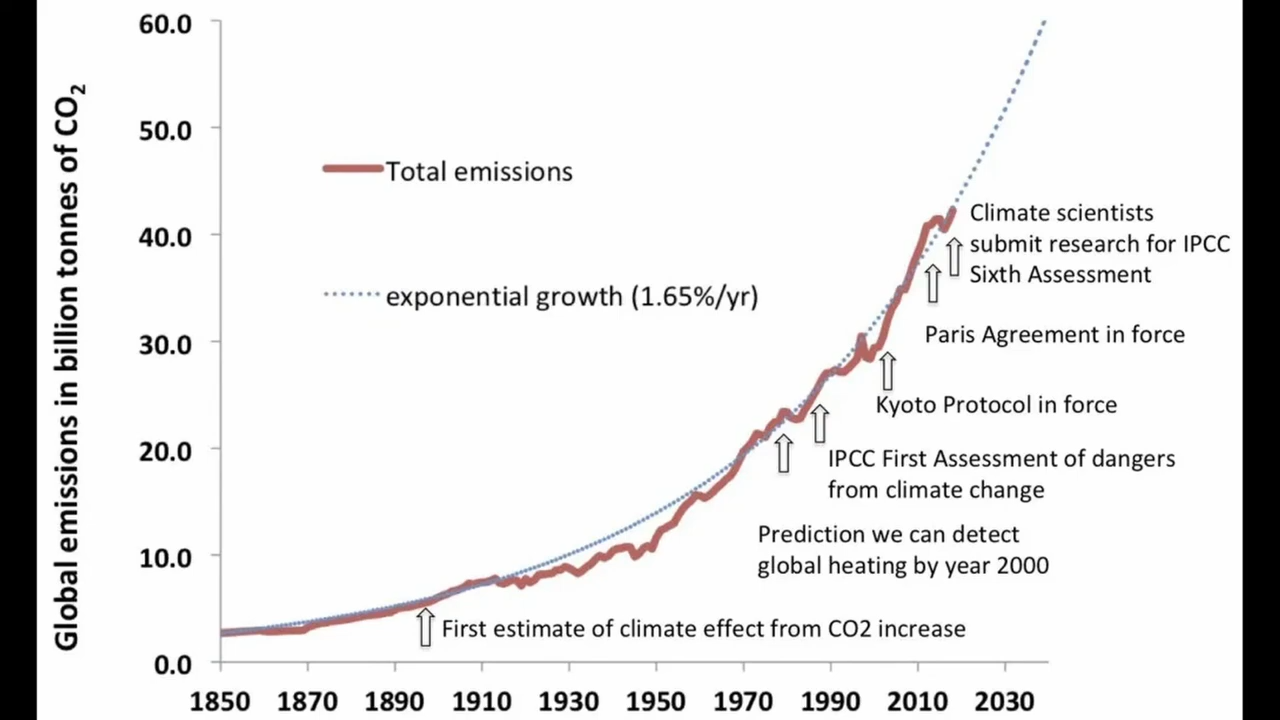 Global emissions in billion tonnes of CO2
60.0
50.0
40.0
30.0
20.0
10.0
0.0
Total emissions
exponential growth (1.65%/yr)
Climate scientists
submit research for IPCC
Sixth Assessment
Paris Agreement in force
Kyoto Protocol in force
IPCC First Assessment of dangers
from climate change
Prediction we can detect
global heating by year 2000
First estimate of climate effect from CO2 increase
1850 1870 1890 1910 1930 1950 1970 1990 2010 2030